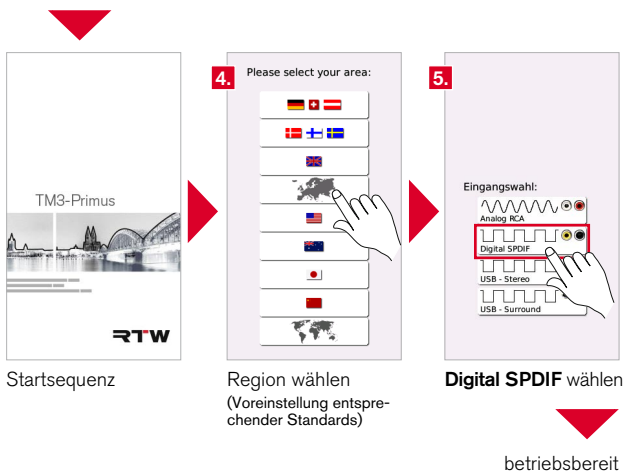 TM3-Primus
RTW
Startsequenz
4.
Please select your area:
Region wählen
(Voreinstellung entspre-
chender Standards)
5.
Eingangswahl:
Analog RCA
Digital SPDIF
USB - Stereo
USB - Surround
Digital SPDIF wählen
betriebsbereit